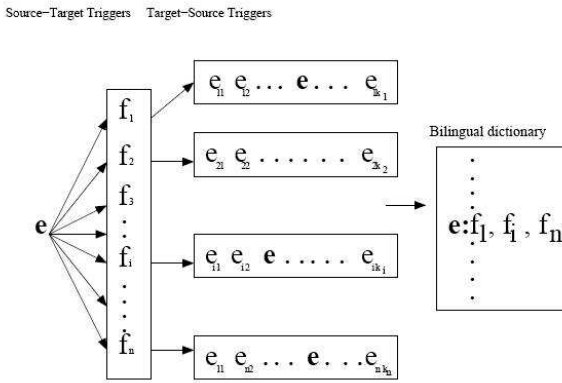 Source-Target Triggers Target-Source Triggers
e
f1
f2
f3
.
.
fi
.
.
.
.
fn
e11 e12 ... e ... e1k1
e21 e22 ...... e2k2
ei1 ei2 e ..... eiki
e11 en2 ... e ... enkn
Bilingual dictionary
e:f1, fi , fn